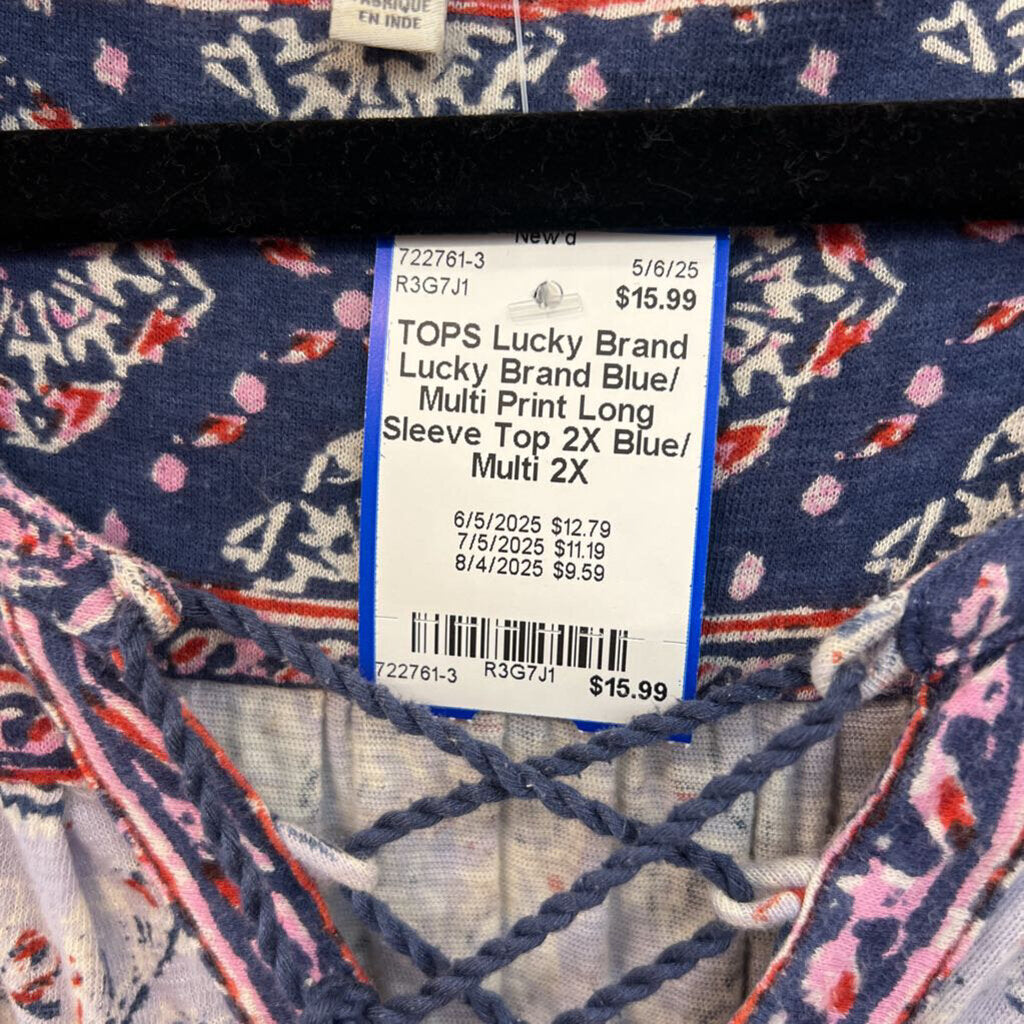 EN INDE
New'd
722761-3
5/6/25
R3G7J1
$15.99
TOPS Lucky Brand
Lucky Brand Blue/
Multi Print Long
Sleeve Top 2X Blue/
Multi 2X
6/5/2025 $12.79
7/5/2025 $11.19
8/4/2025 $9.59
722761-3
R3G7J1
$15.99